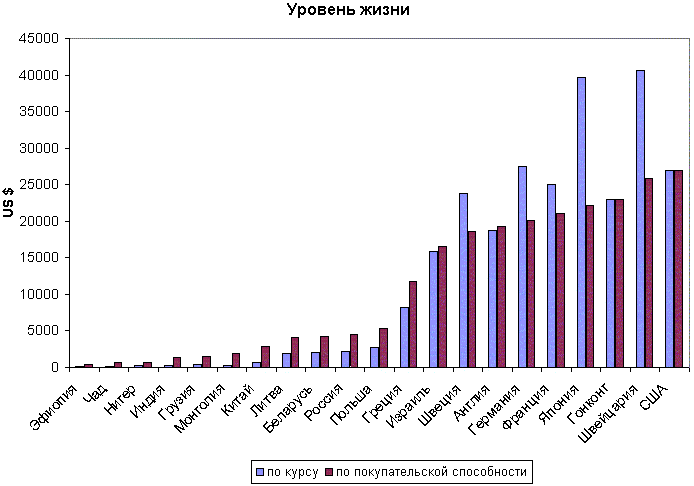 Уровень жизни
US $
45000
40000
35000
30000
25000
20000
15000
10000
5000
0
Эфиопия
Чад
Нигер
Индия
Грузия
Монголия
Китай
Литва
Беларусь
Россия
Польша
Греция
Израиль
Швеция
Англия
Германия
Франция
Япония
Гонконг
Швейцария
США
по курсу
по покупательской способности